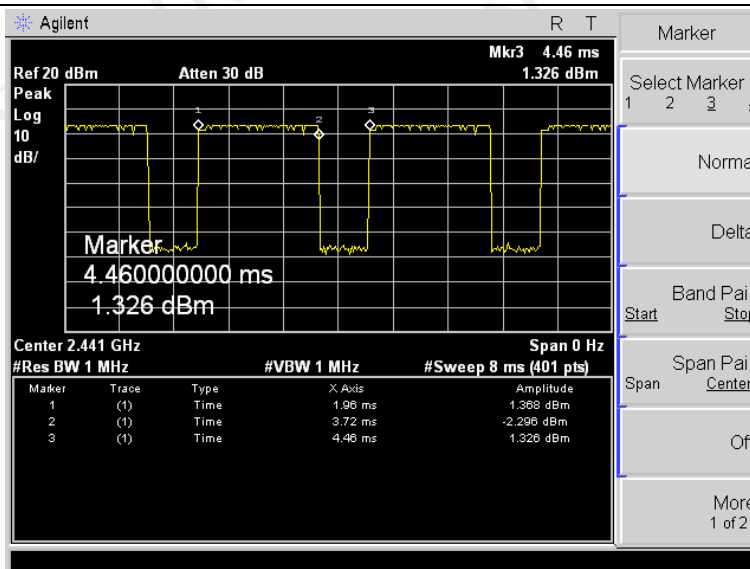 Agilent R T
Mkr3 4.46 ms
Ref 20 dBm Atten 30 dB 1.326 dBm
Peak
Log
10
dB/
1
2
3
Marker
4.460000000 ms
1.326 dBm
Center 2.441 GHz Span 0 Hz
#Res BW 1 MHz #VBW 1 MHz #Sweep 8 ms (401 pts)
Marker Trace Type X Axis Amplitude
1 (1) Time 1.96 ms 1.368 dBm
2 (1) Time 3.72 ms -2.296 dBm
3 (1) Time 4.46 ms 1.326 dBm
Marker
Select Marker
1 2 3
Norma
Delta
Band Pai
Start Stop
Span Pai
Span Center
Of
More
1 of 2